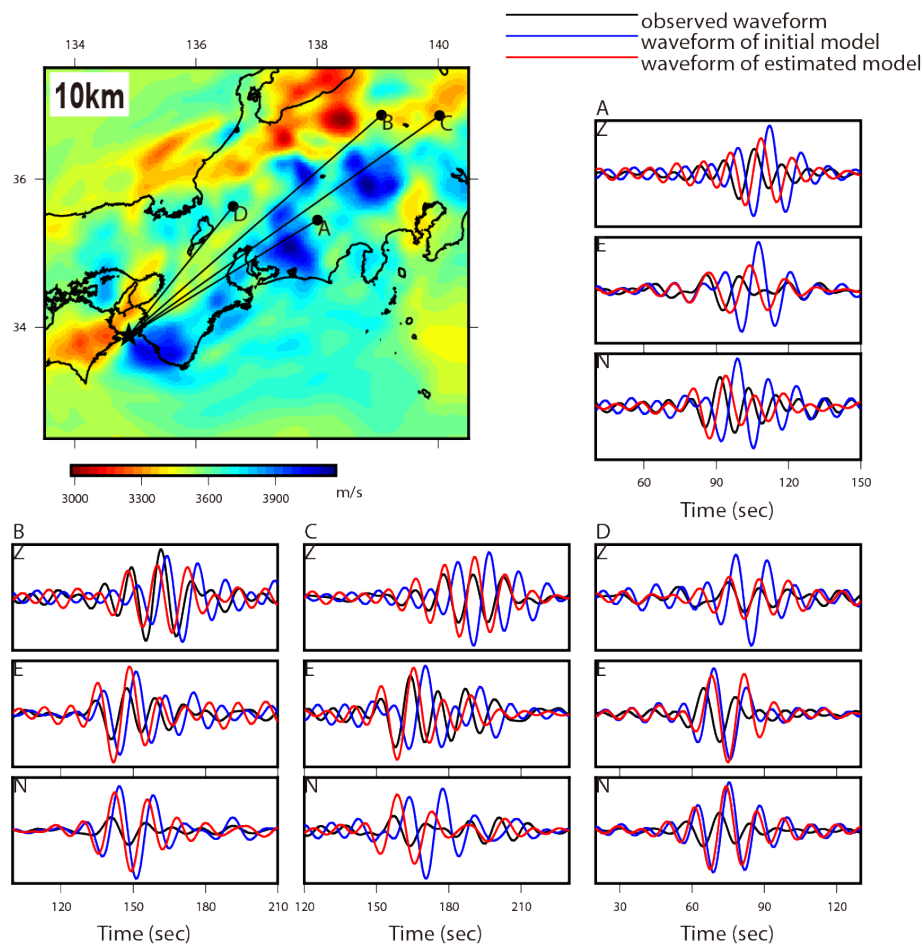 observed waveform
waveform of initial model
waveform of estimated model
134 136 138 140
10km
36
34
A
B
C
D
3000 3300 3600 3900 m/s
A
Z
E
N
60 90 120 150
Time (sec)
B
Z
E
N
120 150 180 210
Time (sec)
C
Z
E
N
120 150 180 210
Time (sec)
D
Z
E
N
30 60 90 120
Time (sec)